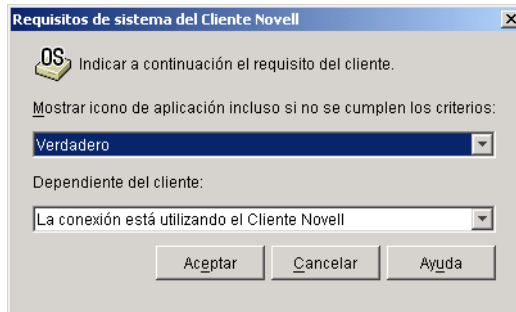 Requisitos de sistema del Cliente Novell
OS
Indicar a continuación el requisito del cliente.
Mostrar icono de aplicación incluso si no se cumplen los criterios:
Verdadero
Dependiente del cliente:
La conexión está utilizando el Cliente Novell
Aceptar Cancelar Ayuda